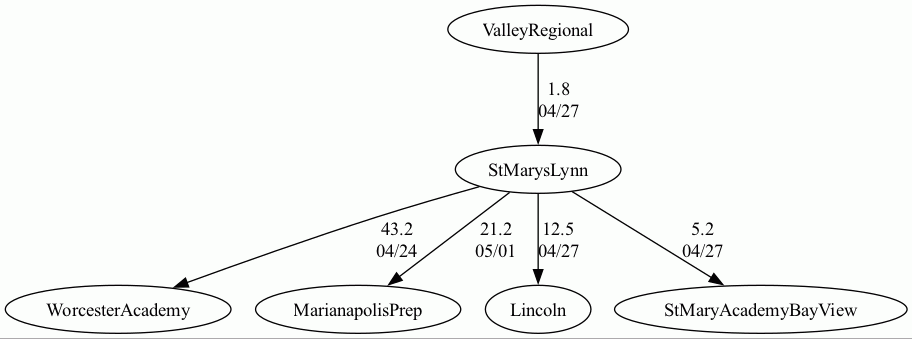 ValleyRegional
1.8
04/27
StMarysLynn
43.2
04/24
21.2
05/01
12.5
04/27
5.2
04/27
WorcesterAcademy
MarianapolisPrep
Lincoln
StMaryAcademyBayView